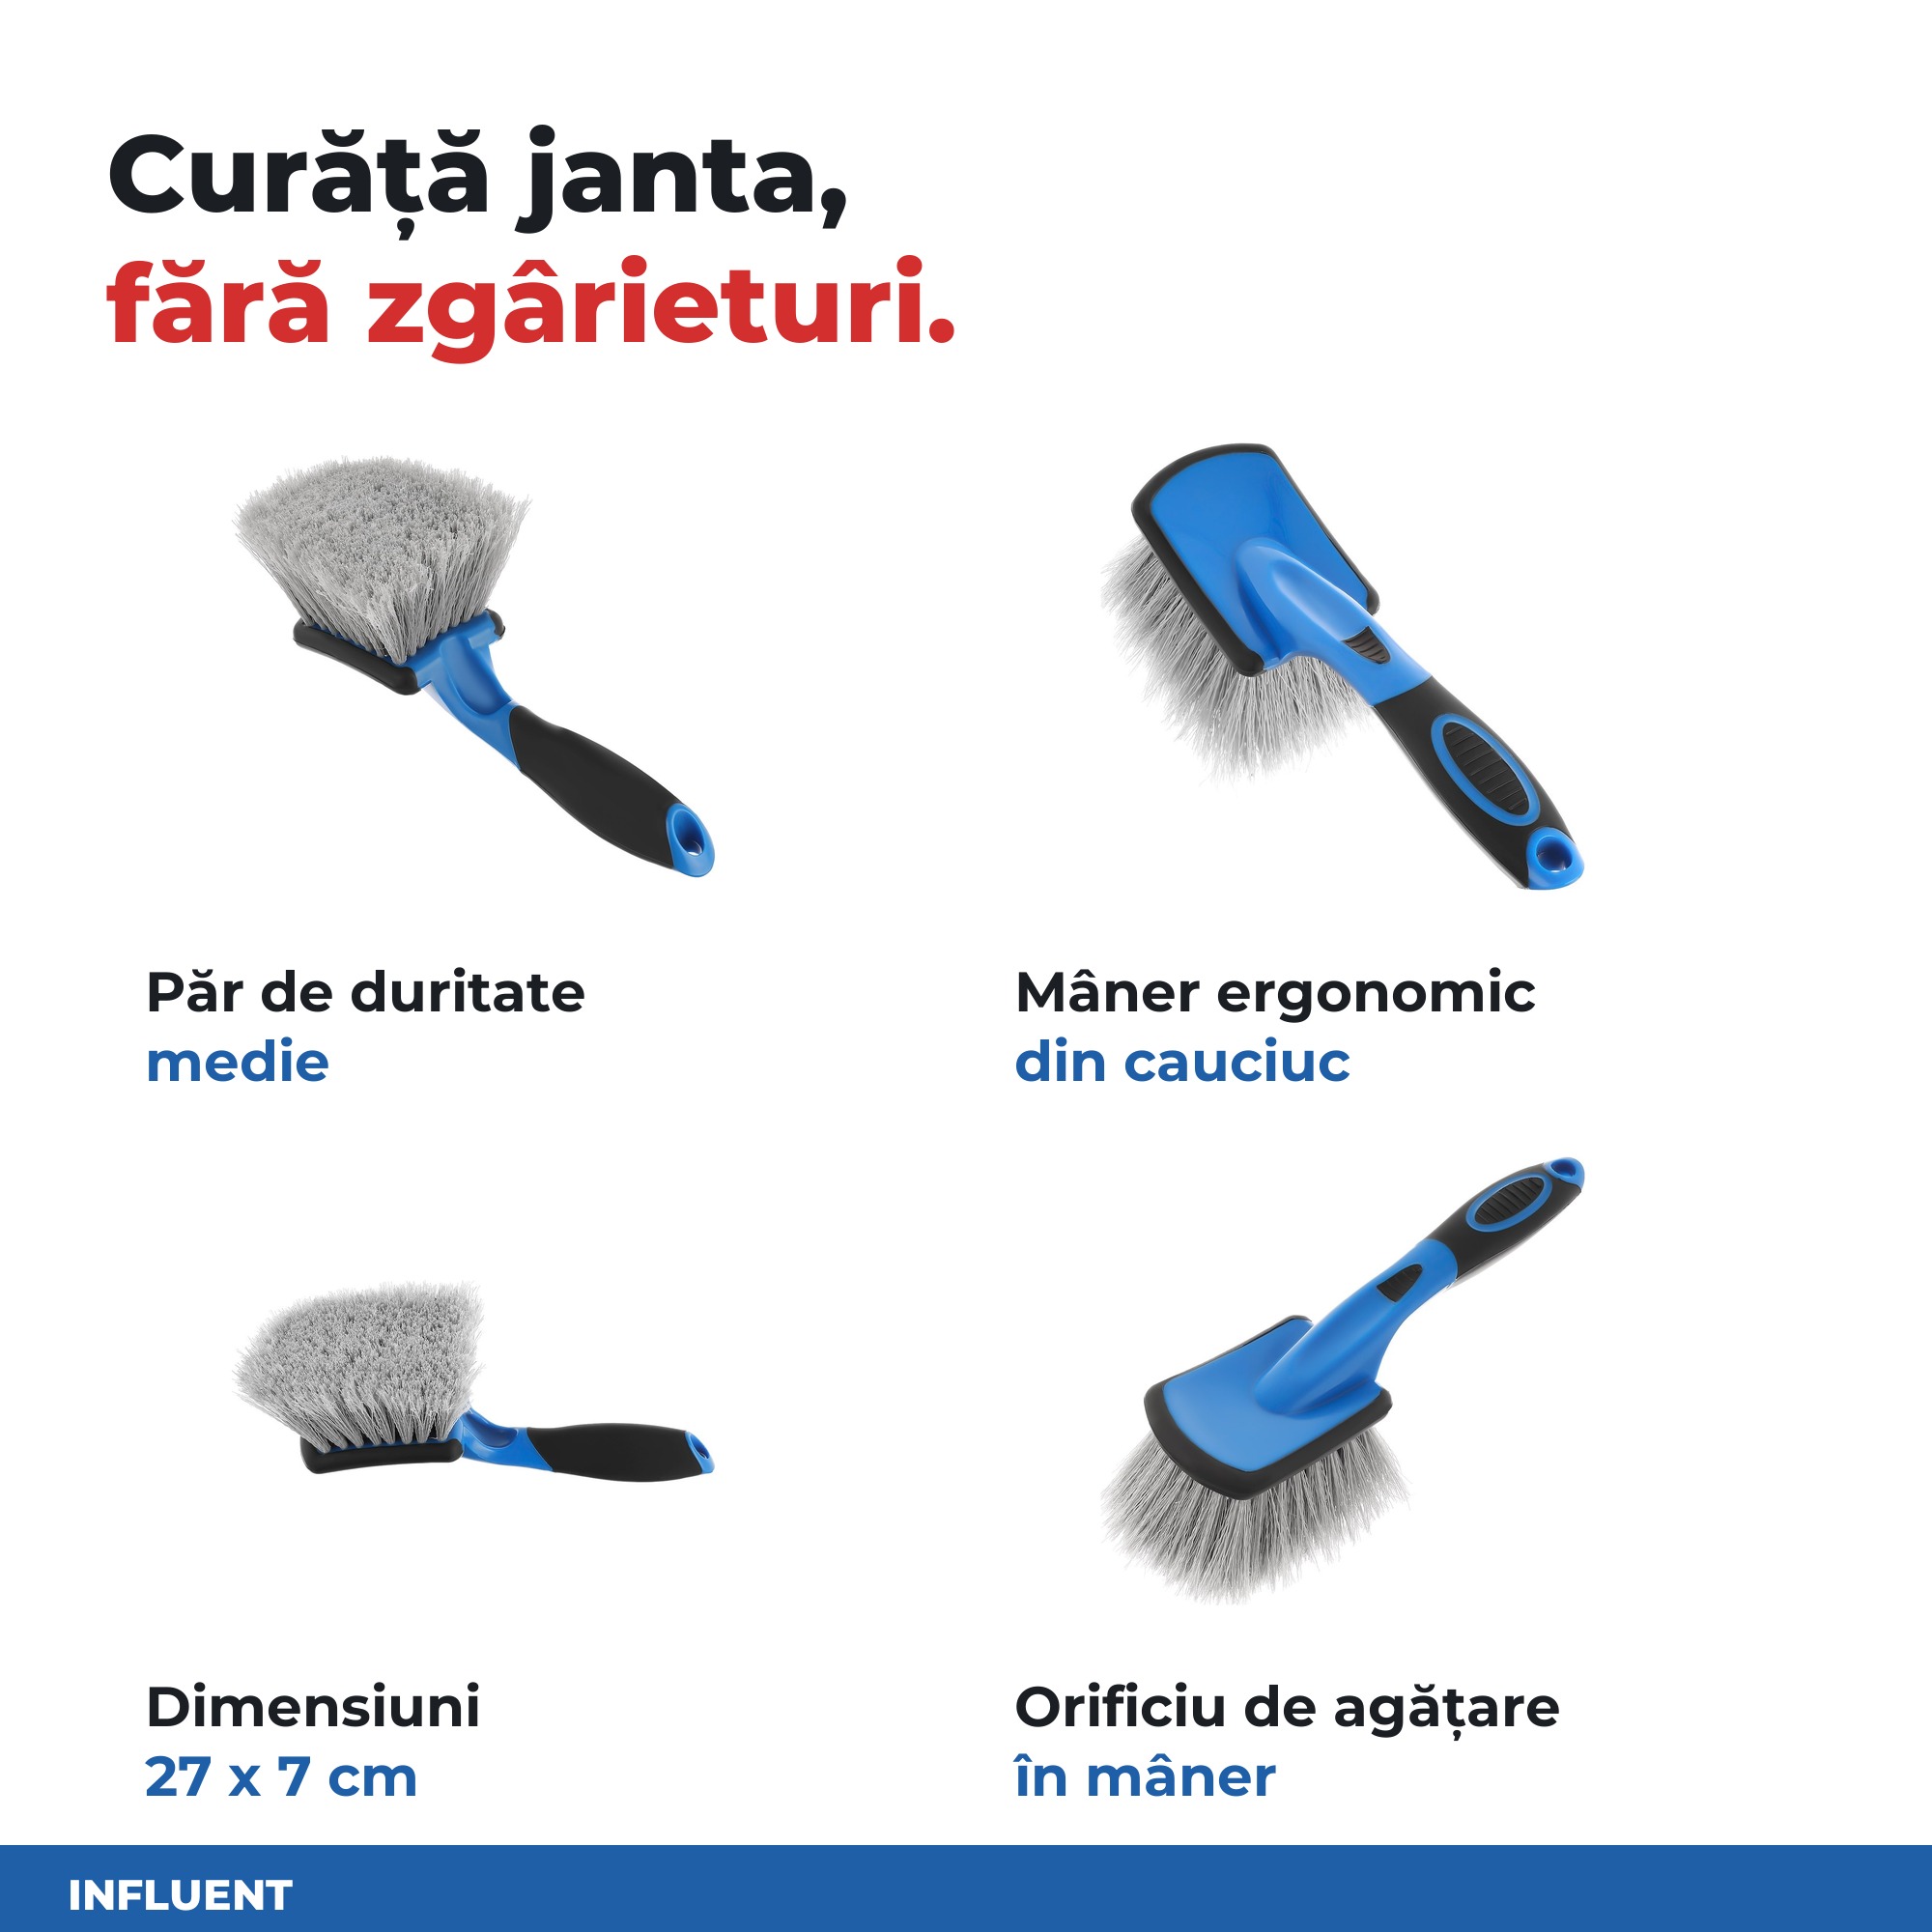 Curăță janta,
fără zgârieturi.
Păr de duritate
medie
Mâner ergonomic
din cauciuc
Dimensiuni
27 x 7 cm
Orificiu de agățare
în mâner
INFLUENT